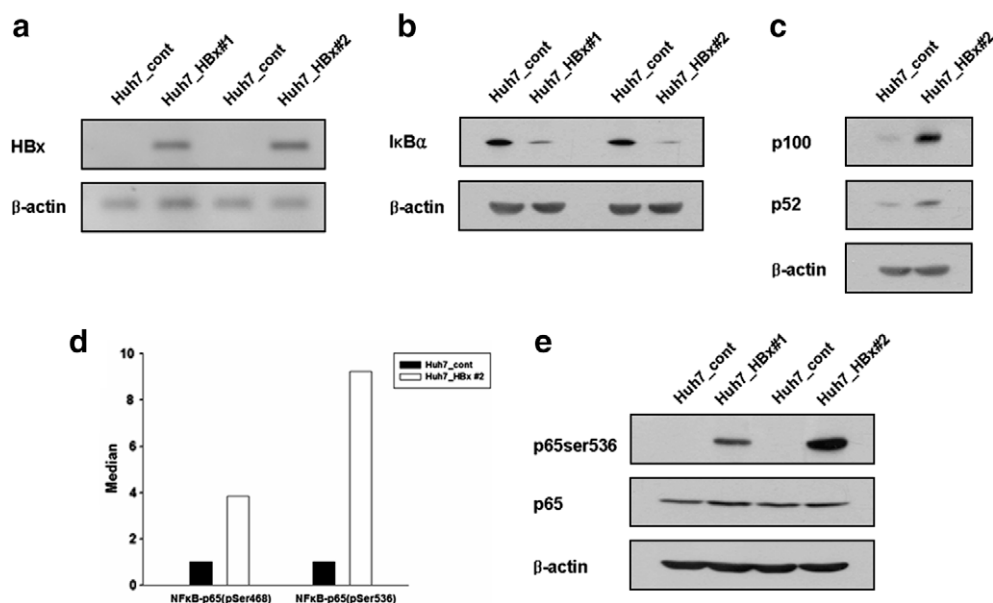 a
Huh7_cont
Huh7_HBx#1
Huh7_cont
Huh7_HBx#2
HBx
β-actin
b
Huh7_cont
Huh7_HBx#1
Huh7_cont
Huh7_HBx#2
IκBα
β-actin
c
Huh7_cont
Huh7_HBx#2
p100
p52
β-actin
d
10
8
6
4
2
0
Median
Huh7_cont
Huh7_HBx #2
NFκB-p65(pSer468)
NFκB-p65(pSer536)
e
Huh7_cont
Huh7_HBx#1
Huh7_cont
Huh7_HBx#2
p65ser536
p65
β-actin